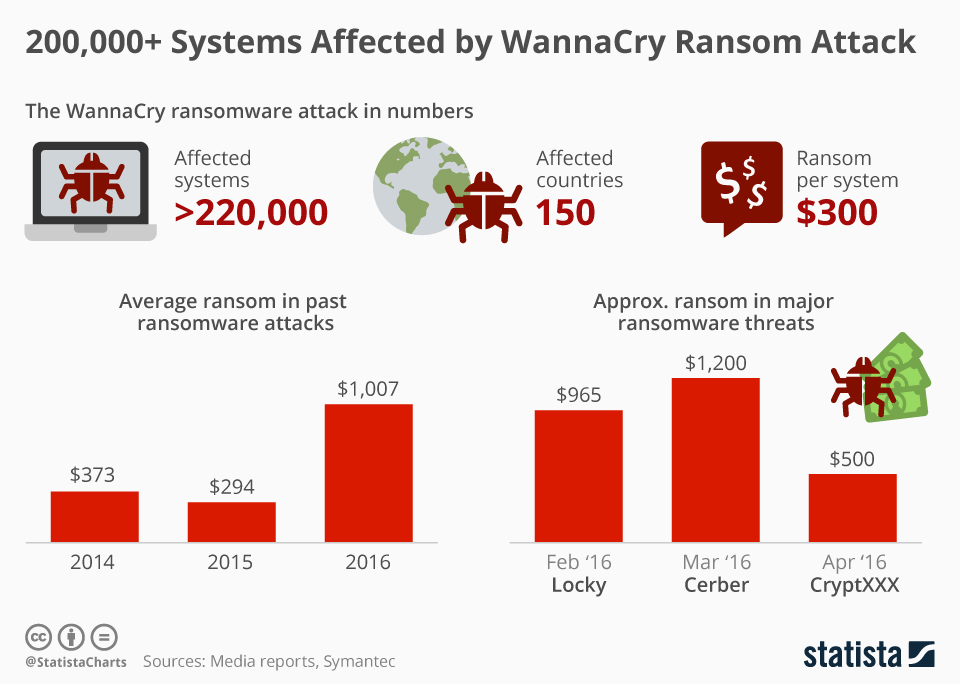 200,000+ Systems Affected by WannaCry Ransom Attack
The WannaCry ransomware attack in numbers
Affected
systems
>220,000
Affected
countries
150
Ransom
per system
$300
$ $ $
Average ransom in past
ransomware attacks
$373
$294
$1,007
2014
2015
2016
Approx. ransom in major
ransomware threats
$965
$1,200
$500
Feb ‘16
Locky
Mar ‘16
Cerber
Apr ‘16
CryptXXX
cc
@StatistaCharts
Sources: Media reports, Symantec
statista